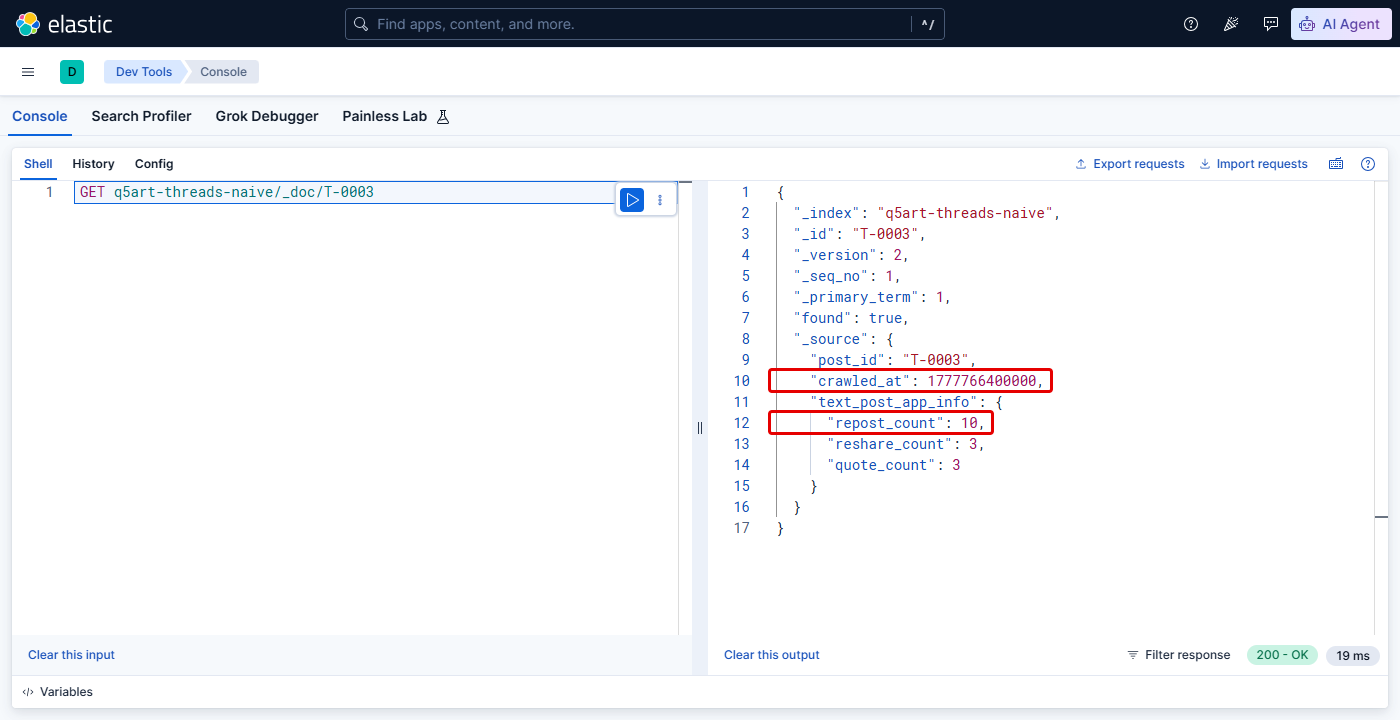 elastic
Find apps, content, and more.
^/
AI Agent
D
Dev Tools
Console
Console
Search Profiler
Grok Debugger
Painless Lab
Shell
History
Config
Export requests
Import requests
1
GET q5art-threads-naive/_doc/T-0003
1 {
2 "_index": "q5art-threads-naive",
3 "_id": "T-0003",
4 "_version": 2,
5 "_seq_no": 1,
6 "_primary_term": 1,
7 "found": true,
8 "_source": {
9 "post_id": "T-0003",
10 "crawled_at": 1777766400000,
11 "text_post_app_info": {
12 "repost_count": 10,
13 "reshare_count": 3,
14 "quote_count": 3
15 }
16 }
17 }
Clear this input
Clear this output
Filter response
200 - OK
19 ms
Variables